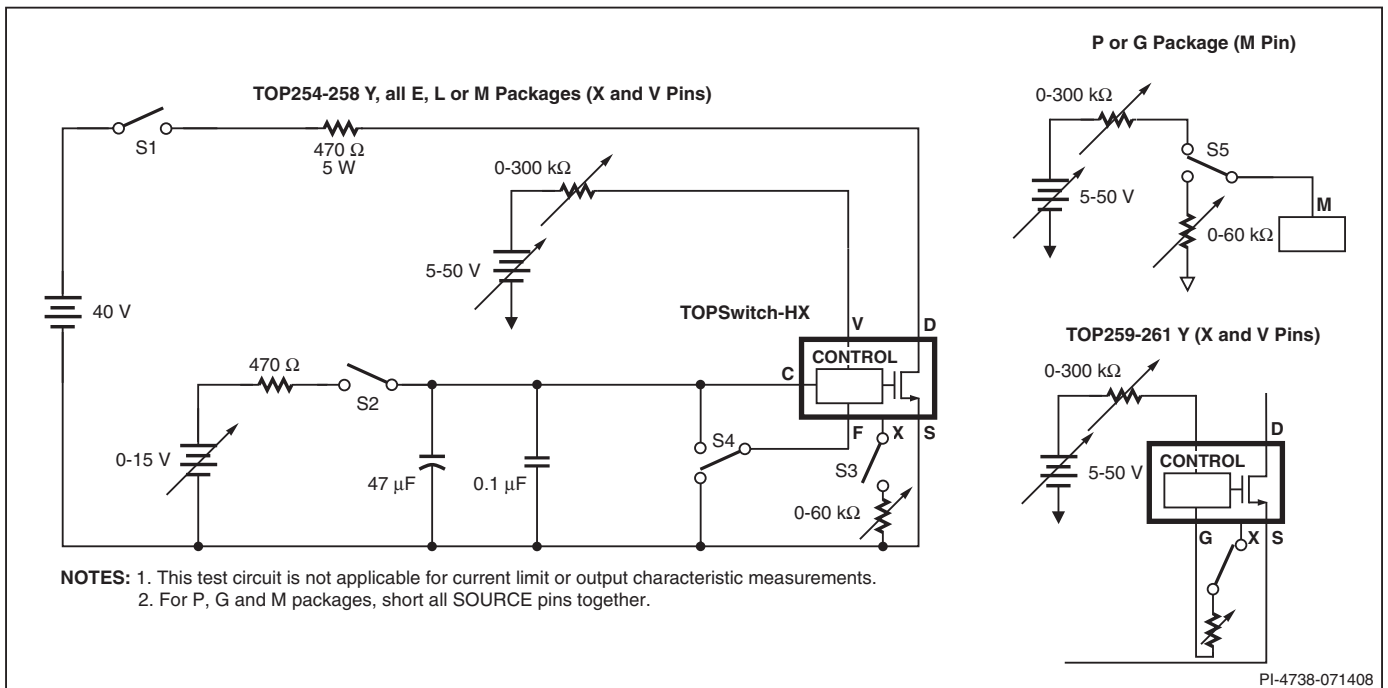 TOP254-258 Y, all E, L or M Packages (X and V Pins)
S1
470 Ω
5 W
0-300 kΩ
5-50 V
40 V
TOPSwitch-HX
V
D
CONTROL
C
F
X
S
470 Ω
S2
0-15 V
47 µF
0.1 µF
S4
S3
0-60 kΩ
NOTES: 1. This test circuit is not applicable for current limit or output characteristic measurements.
2. For P, G and M packages, short all SOURCE pins together.
P or G Package (M Pin)
0-300 kΩ
S5
5-50 V
M
0-60 kΩ
TOP259-261 Y (X and V Pins)
0-300 kΩ
D
5-50 V
CONTROL
G
X
S
PI-4738-071408